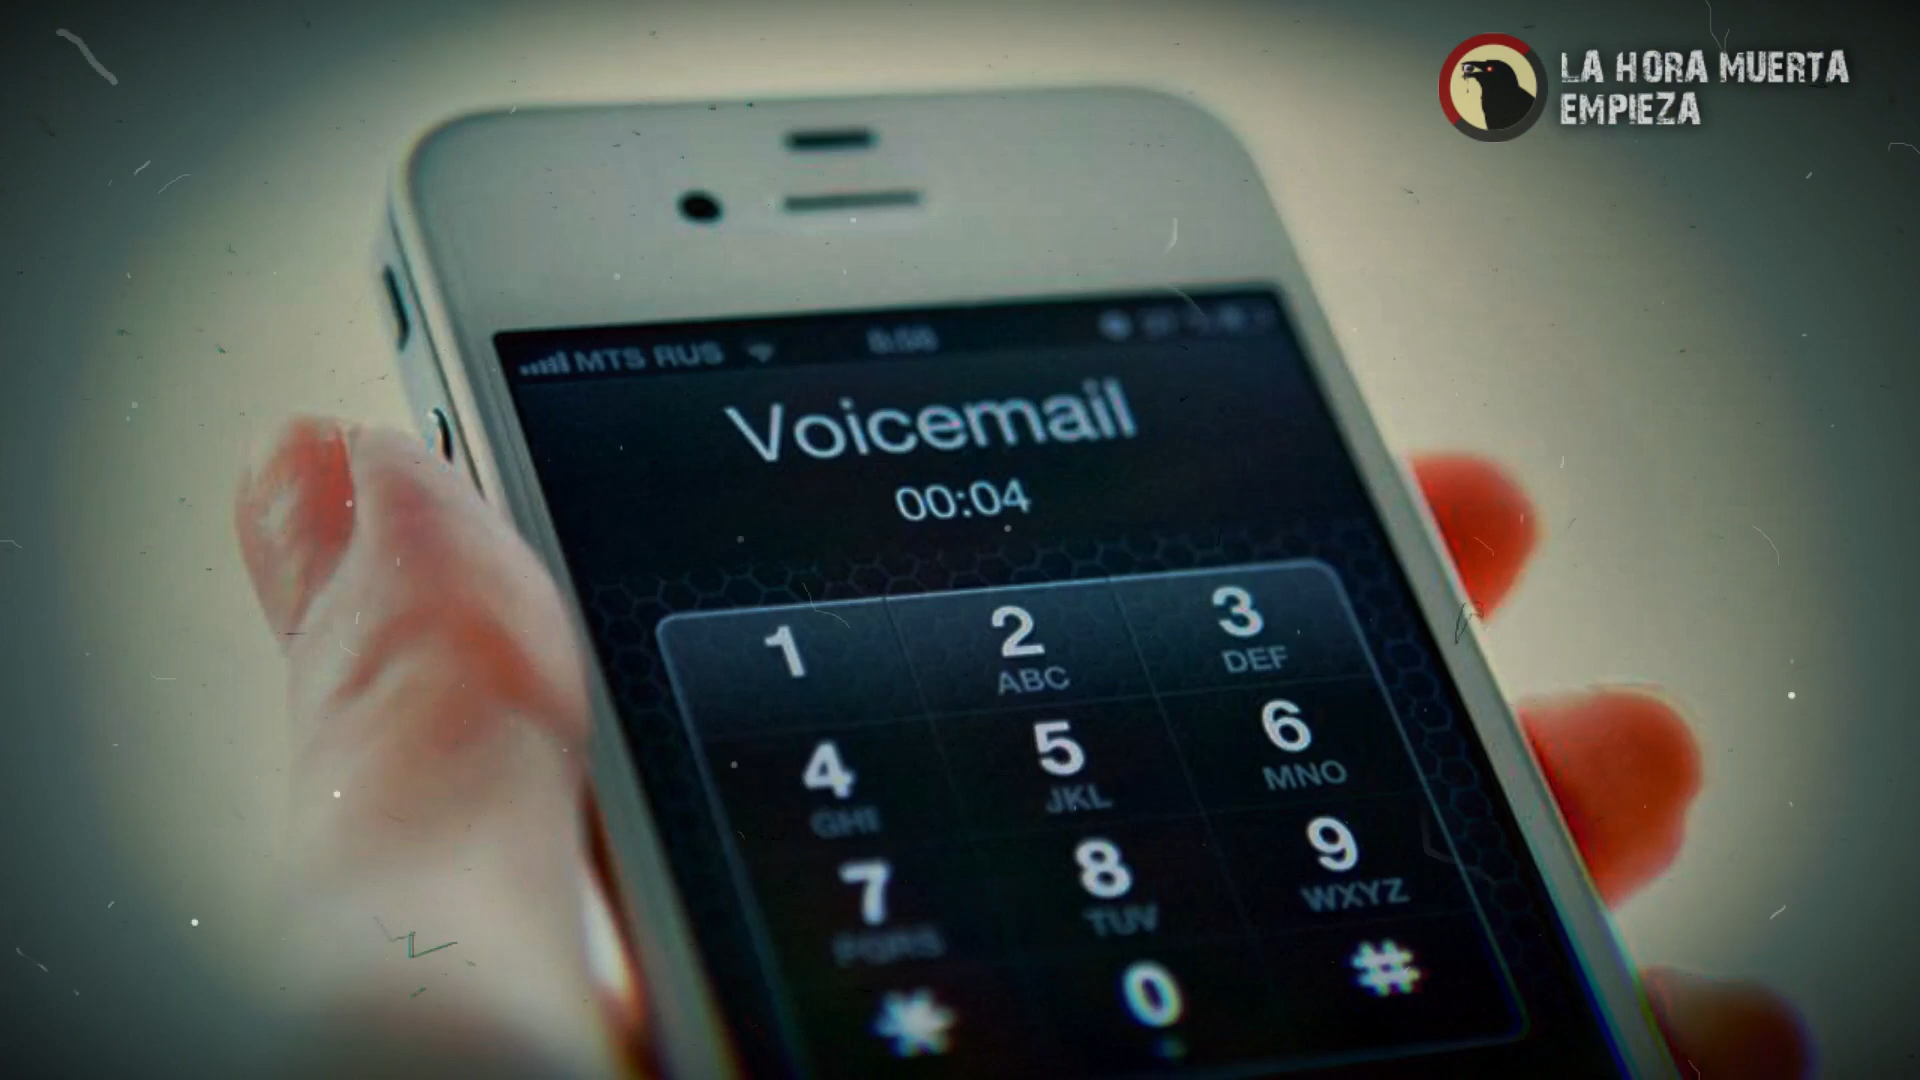 LA HORA MUERTA
EMPIEZA
MTS RUS
Voicemail
00:04
1
2
3
ABC
DEF
4
5
6
GHI
JKL
MNO
7
8
9
PQRS
TUV
WXYZ
*
0
#